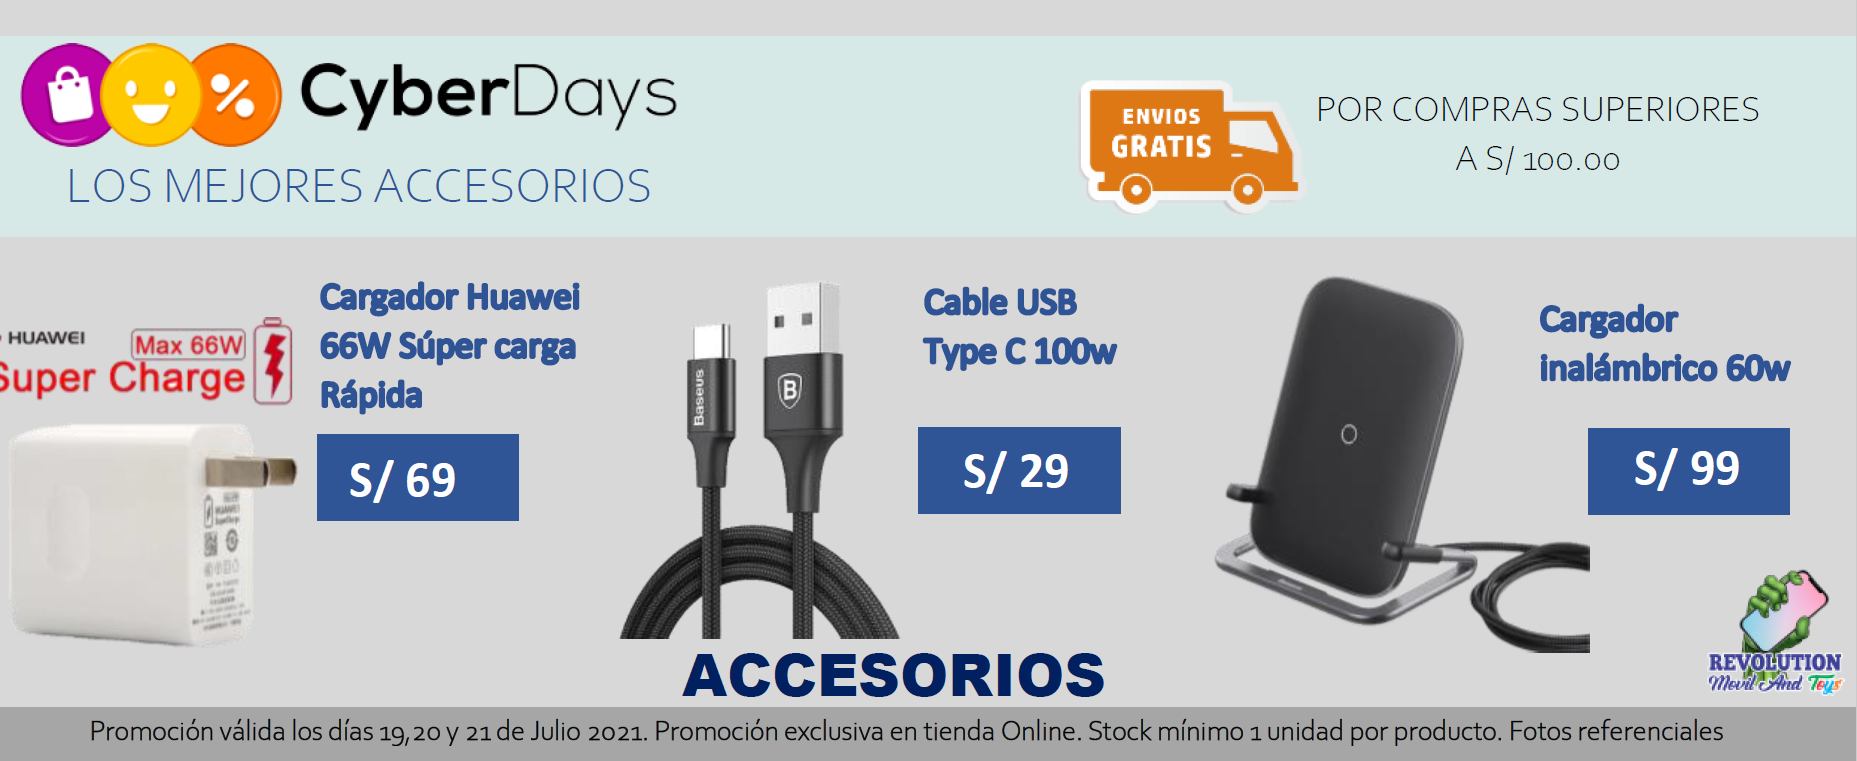 CyberDays
LOS MEJORES ACCESORIOS
ENVIOS
GRATIS
POR COMPRAS SUPERIORES
A S/ 100.00
HUAWEI
Max 66W
Super Charge
Cargador Huawei
66W Súper carga
Rápida
S/ 69
HUAWEI
SuperCharge
Baseus
B
Cable USB
Type C 100w
S/ 29
Cargador
inalámbrico 60w
S/ 99
REVOLUTION
Movil And Toys
ACCESORIOS
Promoción válida los días 19,20 y 21 de Julio 2021. Promoción exclusiva en tienda Online. Stock mínimo 1 unidad por producto. Fotos referenciales